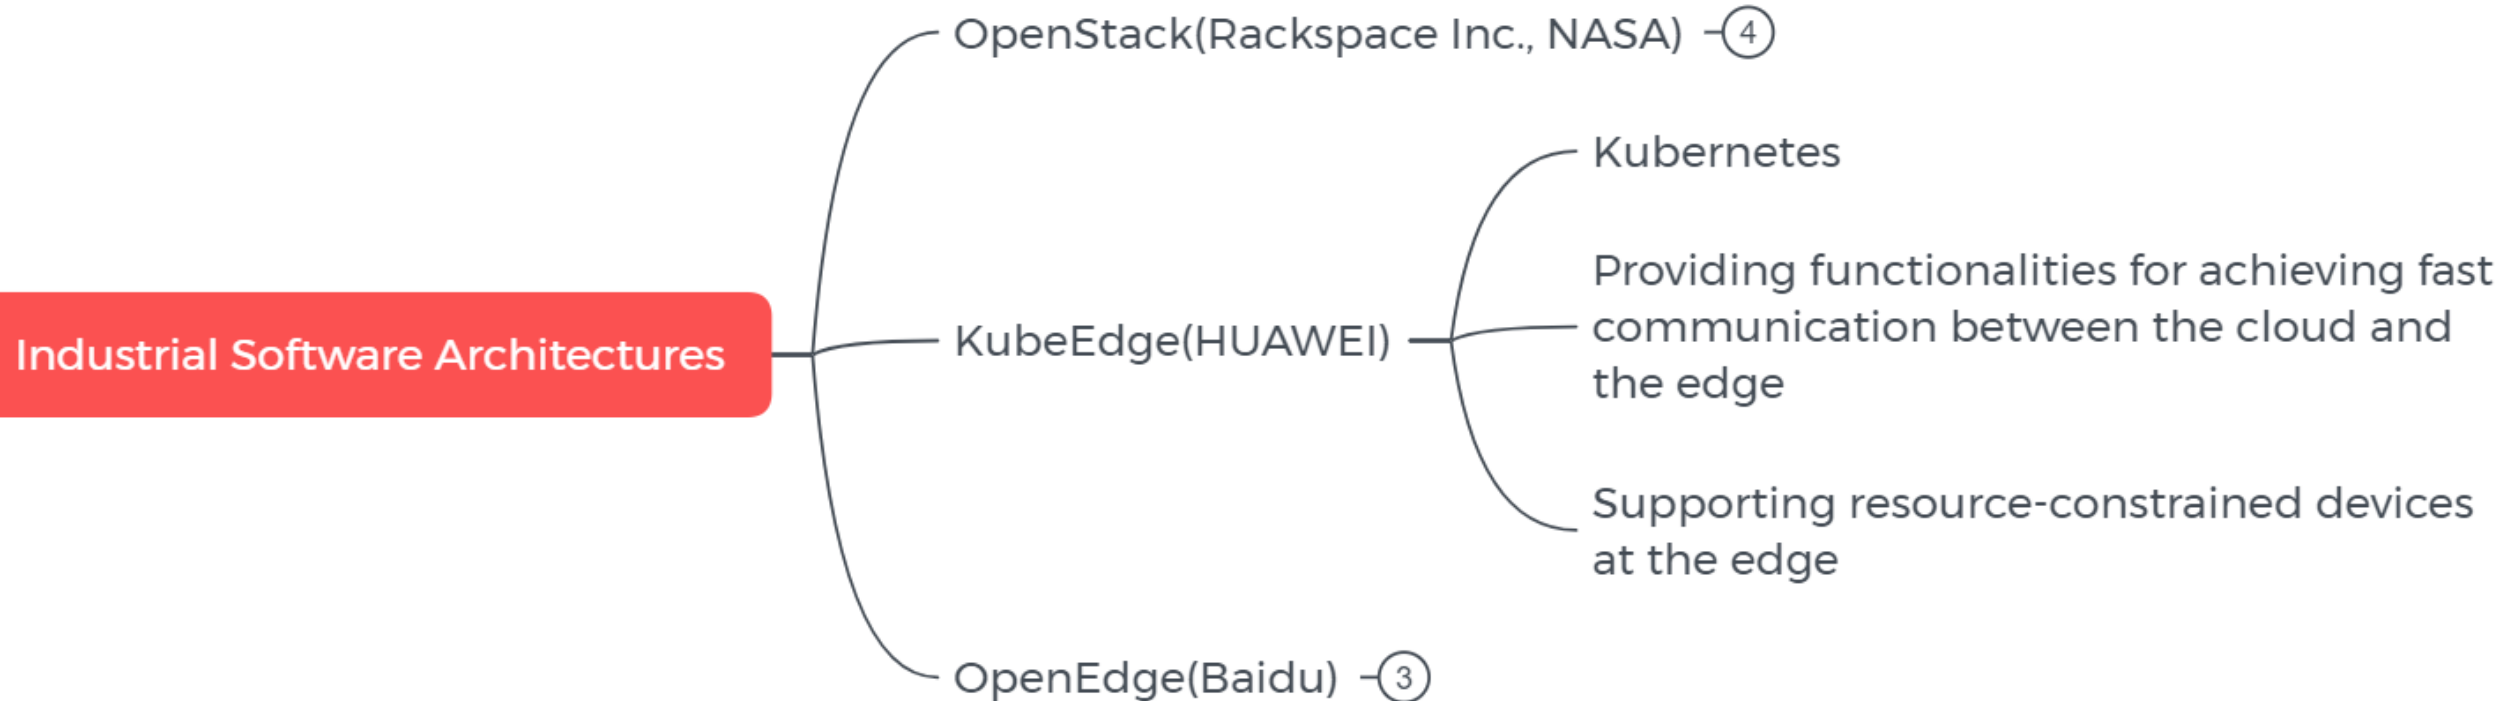 OpenStack(Rackspace Inc., NASA) 4
Kubernetes
Providing functionalities for achieving fast
communication between the cloud and
the edge
KubeEdge(HUAWEI)
Industrial Software Architectures
Supporting resource-constrained devices
at the edge
OpenEdge(Baidu) 3